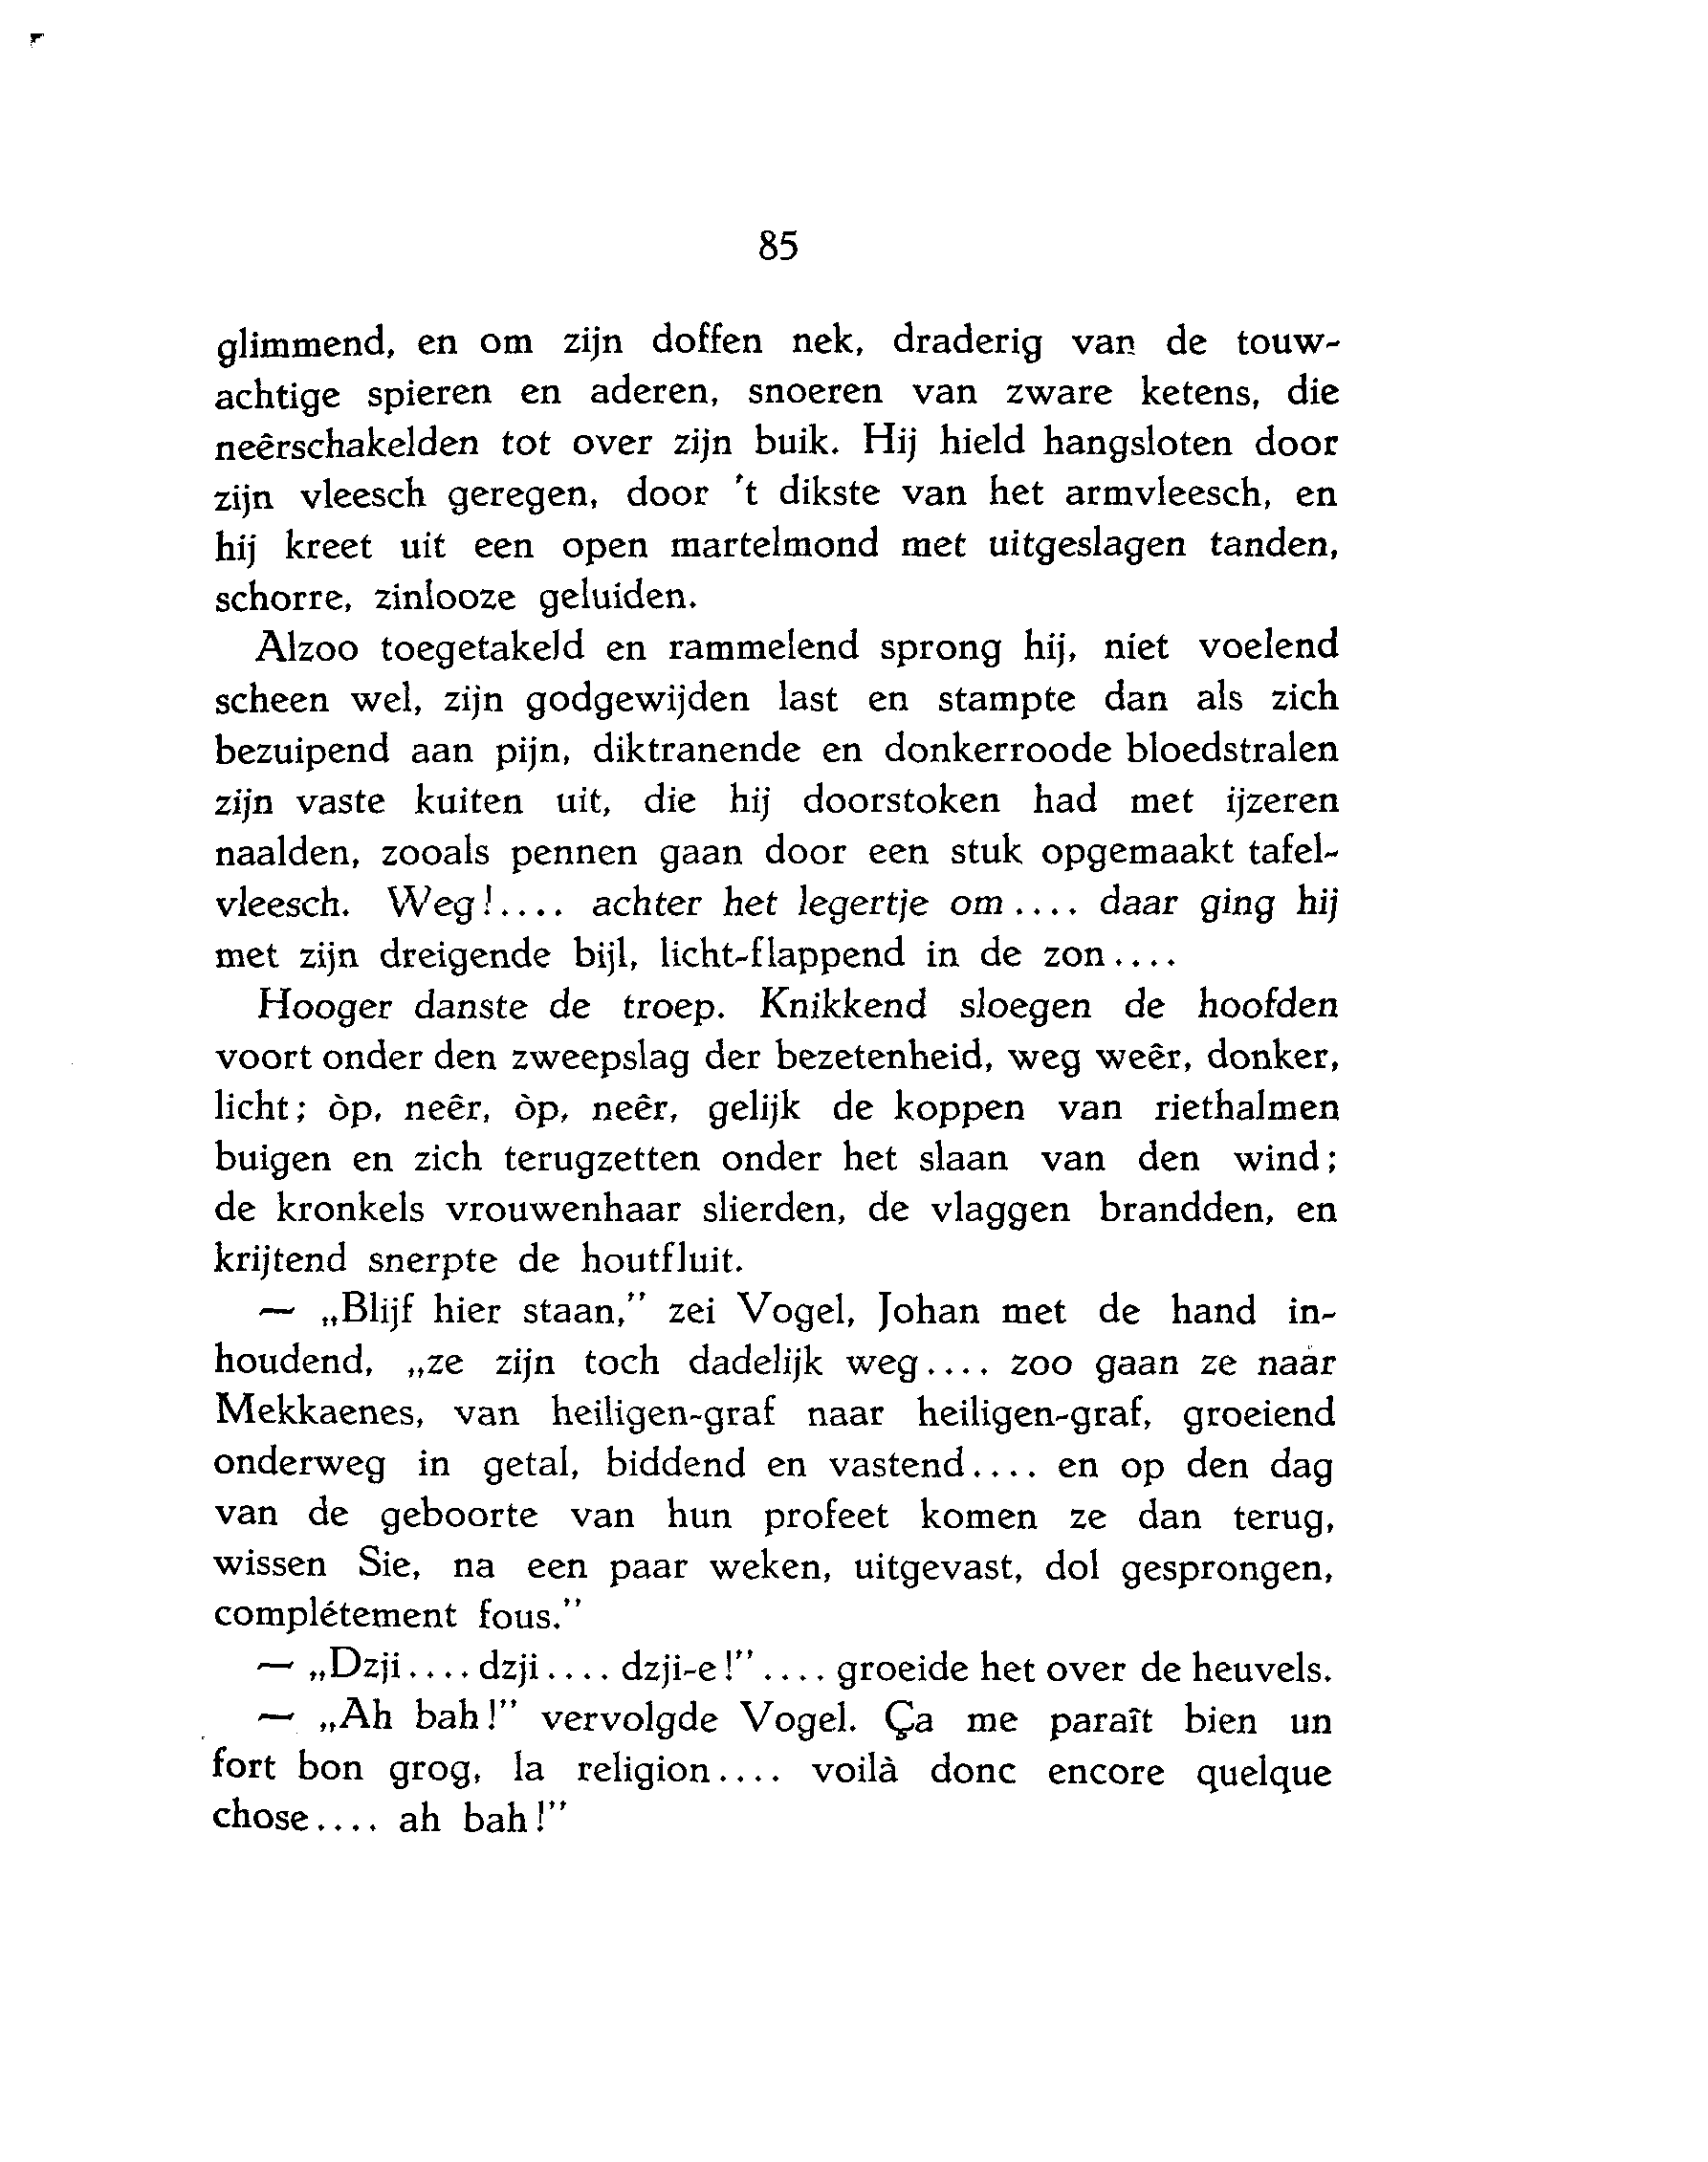 85
glimmend, en om zijn doffen nek, draderig van de touw-
achtige spieren en aderen, snoeren van zware ketens, die
neêrschakelden tot over zijn buik. Hij hield hangsloten door
zijn vleesch geregen, door 't dikste van het armvleesch, en
hij kreet uit een open martelmond met uitgeslagen tanden,
schorre, zinlooze geluiden.
Alzoo toegetakeld en rammelend sprong hij, niet voelend
scheen wel, zijn godgewijden last en stampte dan als zich
bezuipend aan pijn, diktranende en donkerroode bloedstralen
zijn vaste kuiten uit, die hij doorstoken had met ijzeren
naalden, zooals pennen gaan door een stuk opgemaakt tafel-
vleesch. Weg!.... achter het legertje om.... daar ging hij
met zijn dreigende bijl, licht-flappend in de zon....
Hooger danste de troep. Knikkend sloegen de hoofden
voort onder den zweepslag der bezetenheid, weg weêr, donker,
licht; òp, neêr, òp, neêr, gelijk de koppen van riethalmen
buigen en zich terugzetten onder het slaan van den wind;
de kronkels vrouwenhaar slierden, de vlaggen brandden, en
krijtend snerpte de houtfluit.
— „Blijf hier staan,” zei Vogel, Johan met de hand in-
houdend, „ze zijn toch dadelijk weg.... zoo gaan ze naar
Mekkaenes, van heiligen-graf naar heiligen-graf, groeiend
onderweg in getal, biddend en vastend.... en op den dag
van de geboorte van hun profeet komen ze dan terug,
wissen Sie, na een paar weken, uitgevast, dol gesprongen,
complétement fous.”
— „Dzji.... dzji.... dzji-e!”.... groeide het over de heuvels.
— „Ah bah!” vervolgde Vogel. Ça me paraît bien un
fort bon grog, la religion.... voilà donc encore quelque
chose.... ah bah!”